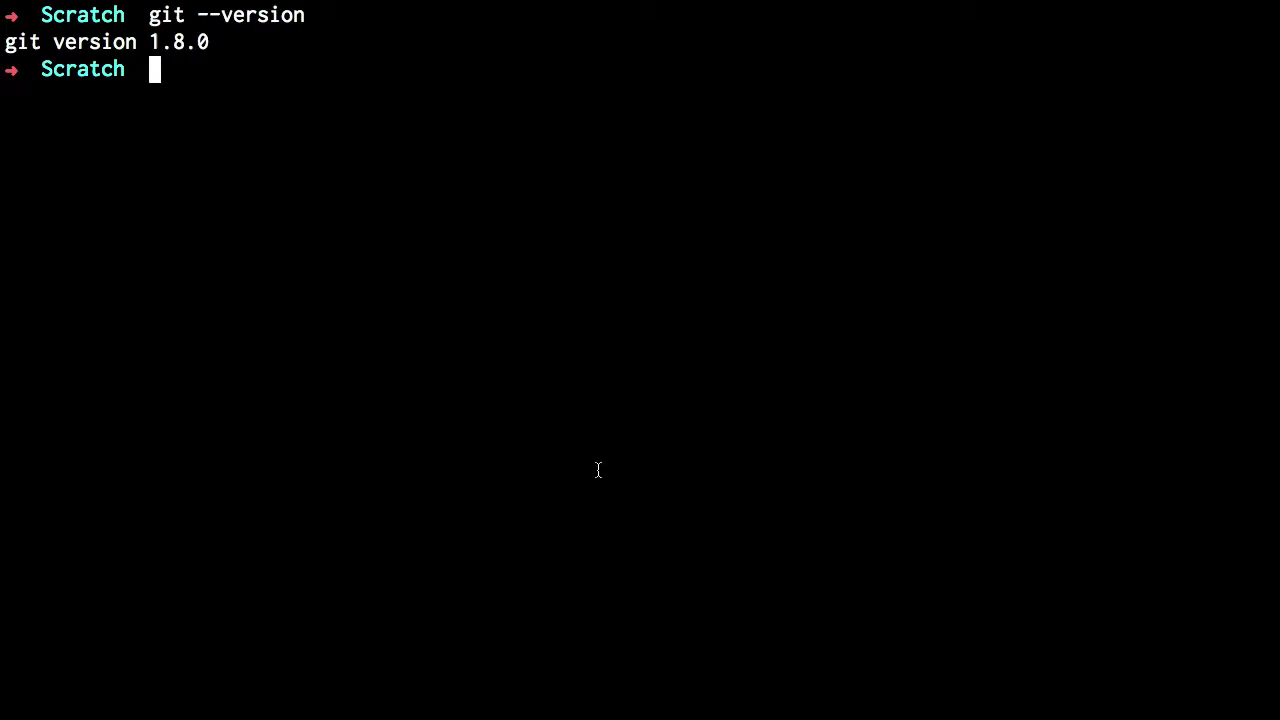 ➜ Scratch git --version
git version 1.8.0
➜ Scratch